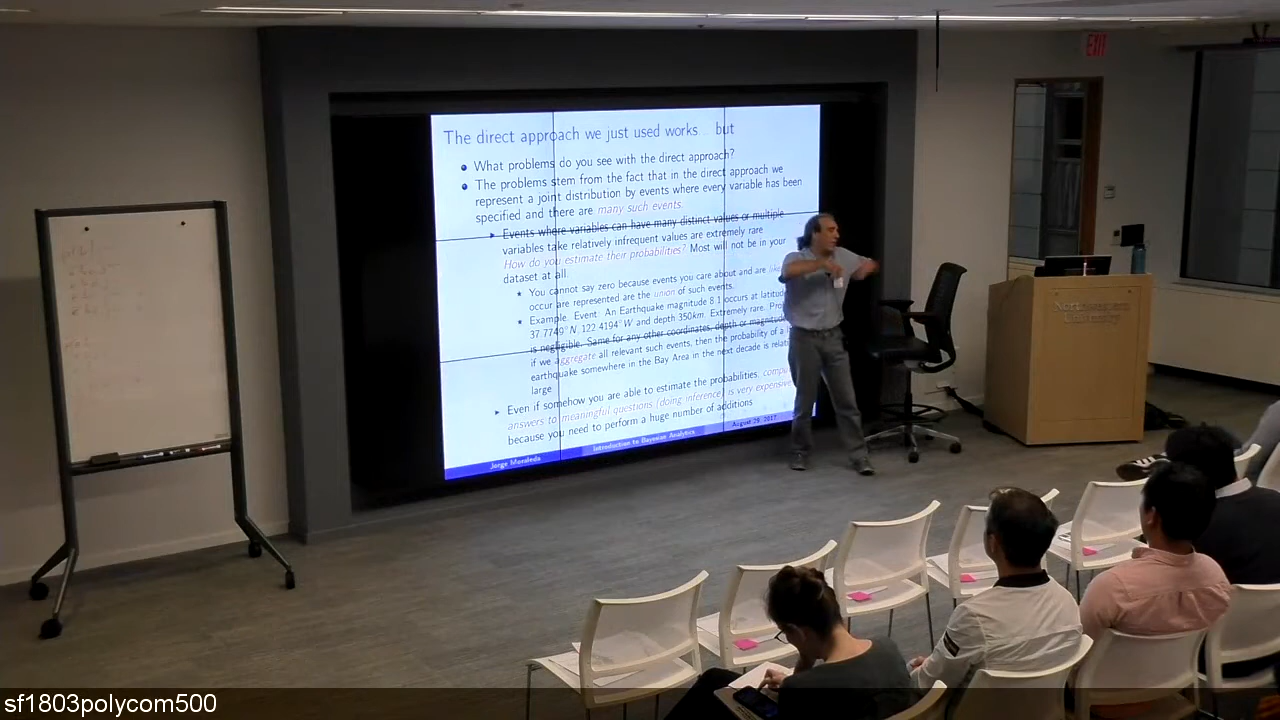 EXIT
The direct approach we just used works... but
What problems do you see with the direct approach?
The problems stem from the fact that in the direct approach we
represent a joint distribution by events where every variable has been
specified and there are many such events.
Events where variables can have many distinct values or multiple
variables take relatively infrequent values are extremely rare
How do you estimate their probabilities? Most will not be in your
dataset at all
You cannot say zero because events you care about and are
occur are represented are the union of such events.
Example. Event: An Earthquake magnitude 8.1 occurs at
37.7749°N, 122.4194°W and depth 350km. Extremely rare.
is negligible. Same for any other coordinates, depth or
if we aggregate all relevant such events, then the probability of a
earthquake somewhere in the Bay Area in the next decade is
large
Even if somehow you are able to estimate the probabilities,
answers to meaningful questions (doing inference) is very expensive
because you need to perform a huge number of additions
Jorge Moraleda Introduction to Bayesian Analytics August 29, 2017
Northwestern
University
sf1803polycom500